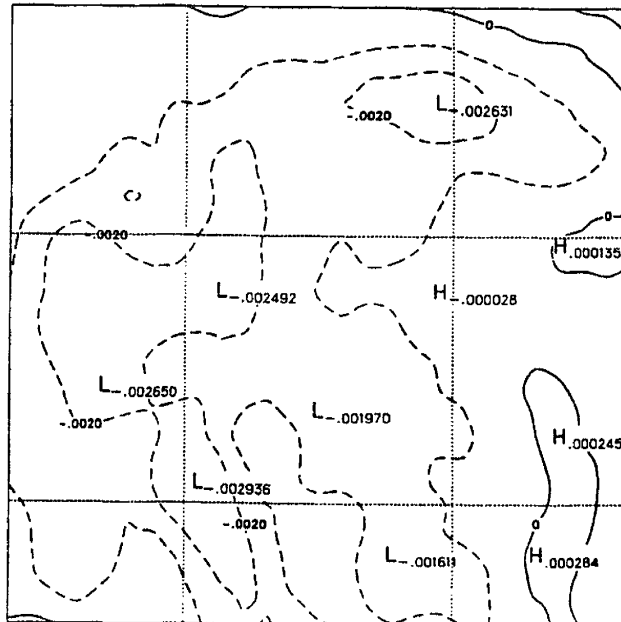 0
L -.002631
-.0020
0
-.0020
H .000135
L -.002492
H -.000028
L -.002650
L -.001970
-.0020
H .000245
L -.002936
-.0020
0
L -.001611
H .000284